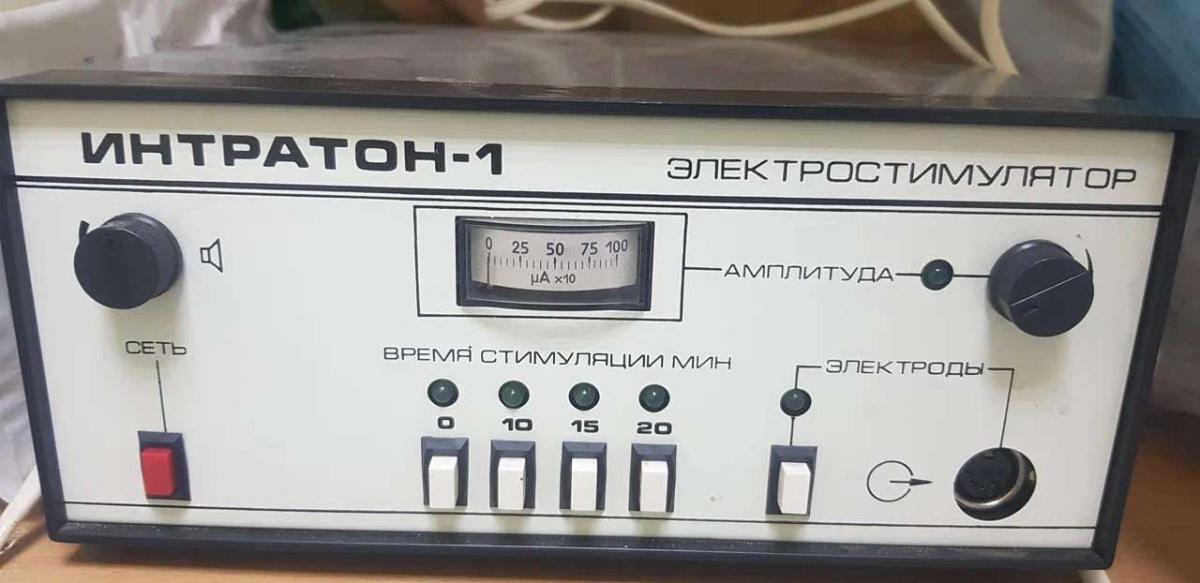 ИНТРАТОН-1
ЭЛЕКТРОСТИМУЛЯТОР
0 25 50 75 100
µA x10
АМПЛИТУДА
СЕТЬ
ВРЕМЯ СТИМУЛЯЦИИ МИН
ЭЛЕКТРОДЫ
0 10 15 20